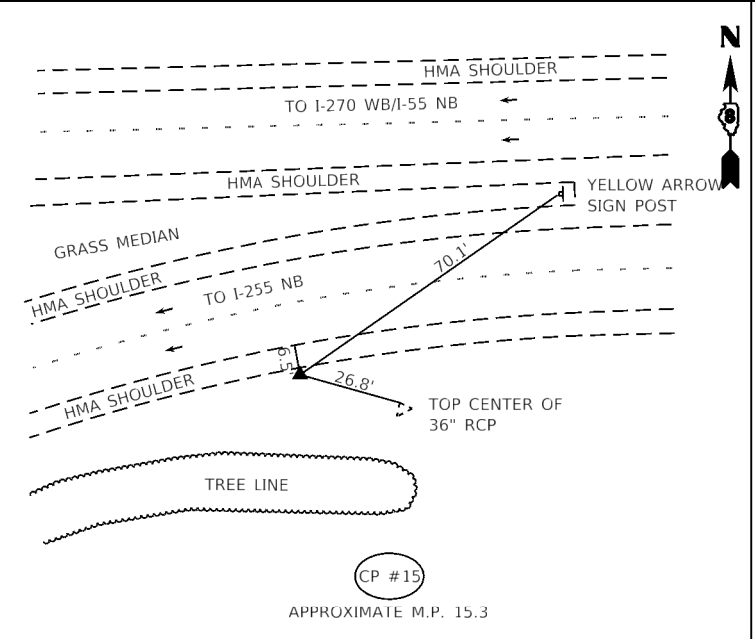 N
8
HMA SHOULDER
TO I-270 WB/I-55 NB
HMA SHOULDER
YELLOW ARROW
SIGN POST
GRASS MEDIAN
70.1'
HMA SHOULDER
TO I-255 NB
6.5'
26.8'
HMA SHOULDER
TOP CENTER OF
36" RCP
TREE LINE
CP #15
APPROXIMATE M.P. 15.3